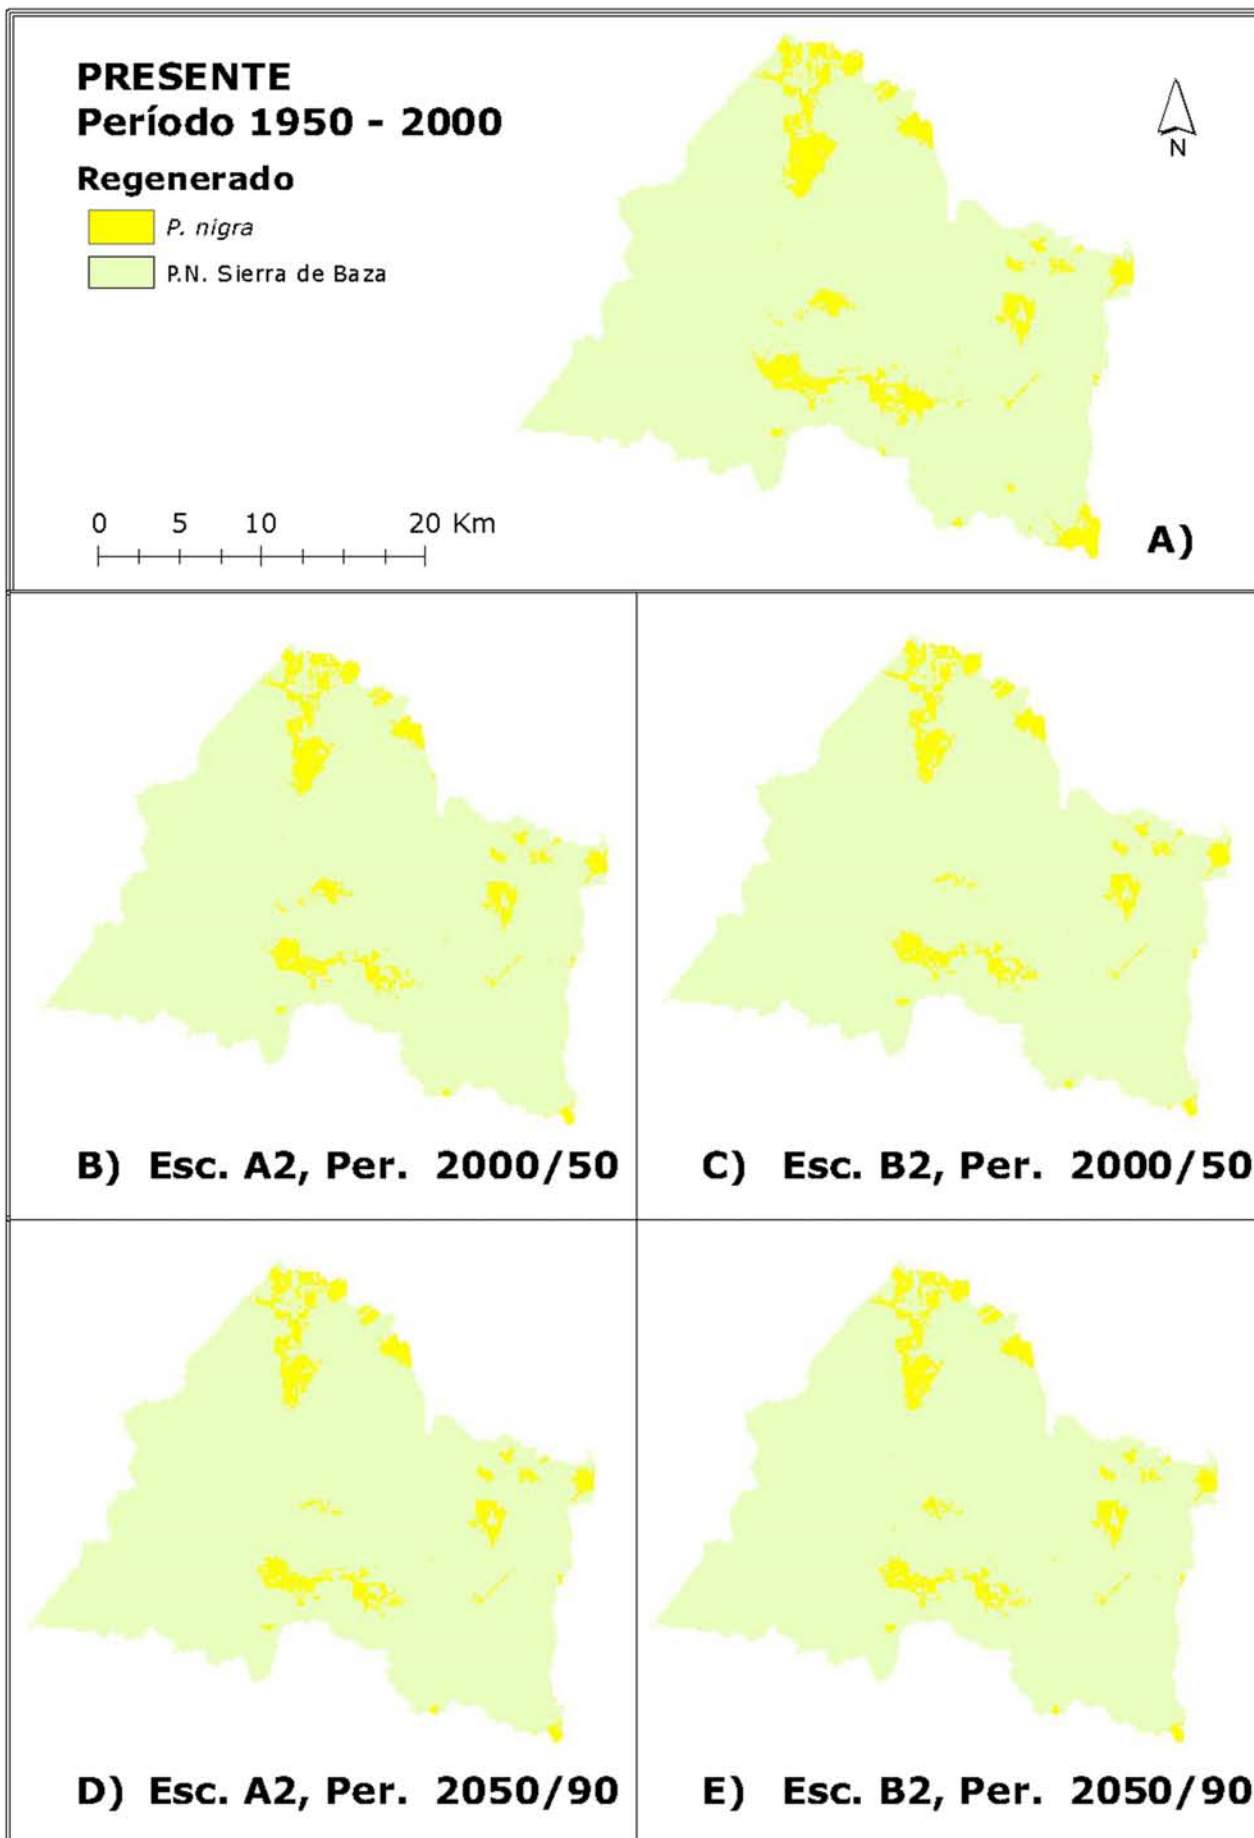 PRESENTE
Período 1950 - 2000
Regenerado
P. nigra
P.N. Sierra de Baza
N
0 5 10 20 Km
A)
B) Esc. A2, Per. 2000/50
C) Esc. B2, Per. 2000/50
D) Esc. A2, Per. 2050/90
E) Esc. B2, Per. 2050/90